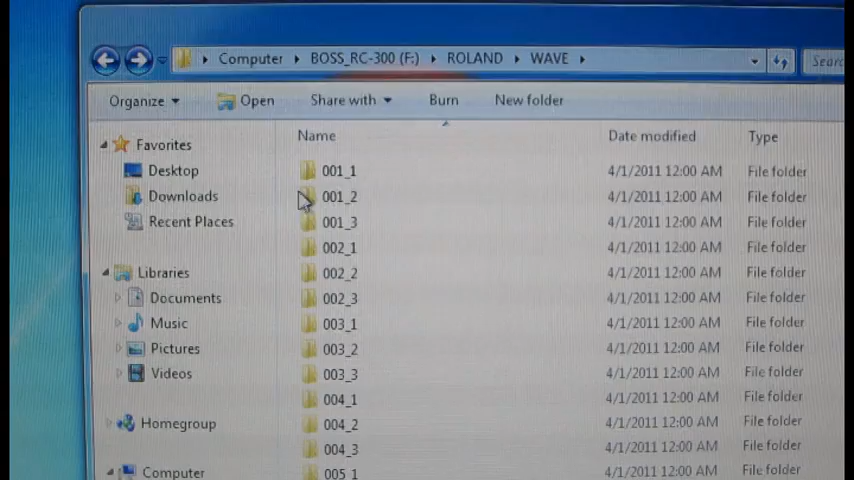 Computer BOSS_RC-300 (F:) ROLAND WAVE Sear
Organize Open Share with Burn New folder
Name Date modified Type
Favorites
Desktop
Downloads
Recent Places
Libraries
Documents
Music
Pictures
Videos
Homegroup
Computer
001_1 4/1/2011 12:00 AM File folder
001_2 4/1/2011 12:00 AM File folder
001_3 4/1/2011 12:00 AM File folder
002_1 4/1/2011 12:00 AM File folder
002_2 4/1/2011 12:00 AM File folder
002_3 4/1/2011 12:00 AM File folder
003_1 4/1/2011 12:00 AM File folder
003_2 4/1/2011 12:00 AM File folder
003_3 4/1/2011 12:00 AM File folder
004_1 4/1/2011 12:00 AM File folder
004_2 4/1/2011 12:00 AM File folder
004_3 4/1/2011 12:00 AM File folder
005_1 4/1/2011 12:00 AM File folder